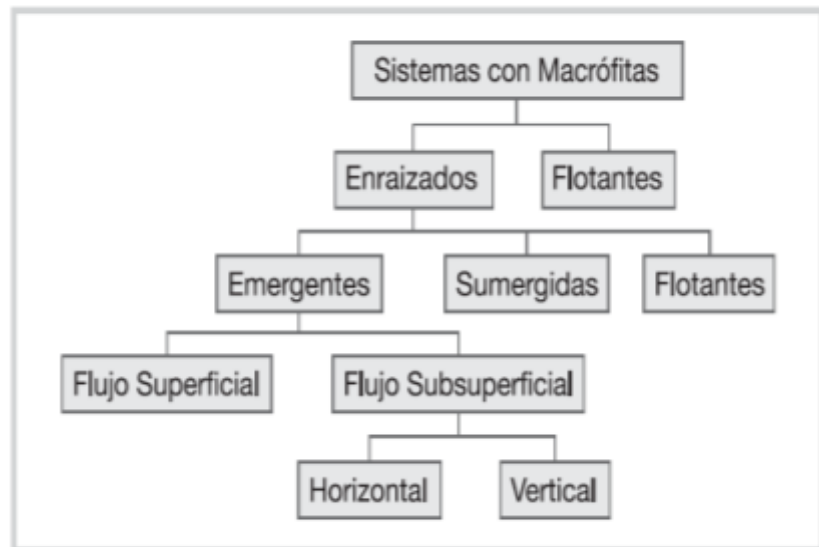 Sistemas con Macrófitas
Enraizados
Flotantes
Emergentes
Sumergidas
Flotantes
Flujo Superficial
Flujo Subsuperficial
Horizontal
Vertical